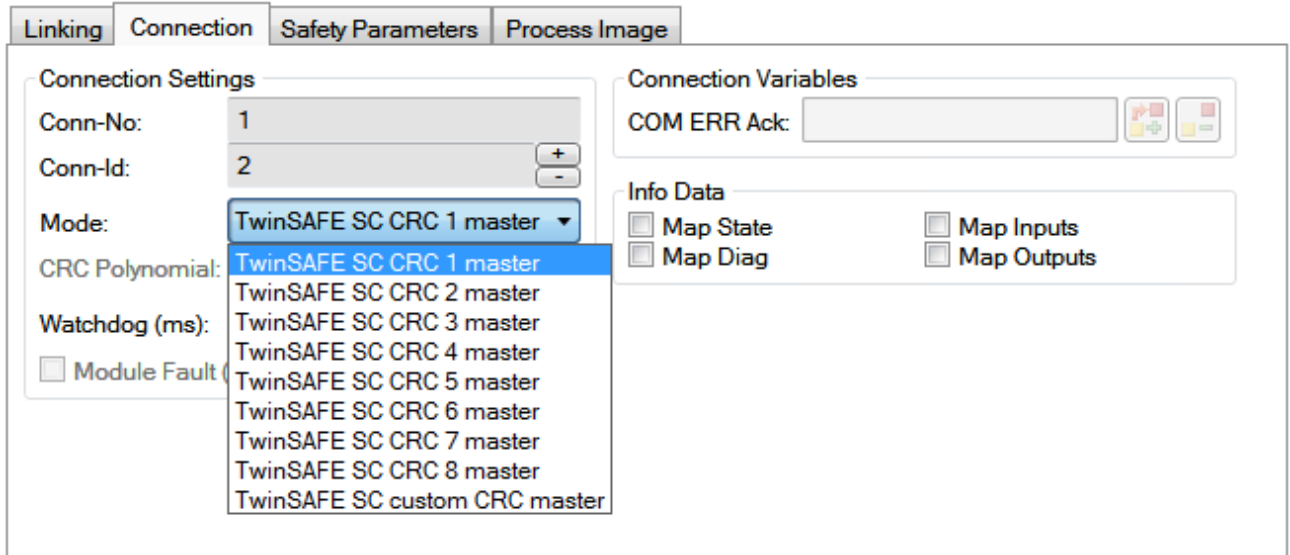 Linking Connection Safety Parameters Process Image
Connection Settings
Conn-No: 1
Conn-Id: 2 + -
Mode: TwinSAFE SC CRC 1 master
CRC Polynomial:
Watchdog (ms):
Module Fault (
TwinSAFE SC CRC 1 master
TwinSAFE SC CRC 2 master
TwinSAFE SC CRC 3 master
TwinSAFE SC CRC 4 master
TwinSAFE SC CRC 5 master
TwinSAFE SC CRC 6 master
TwinSAFE SC CRC 7 master
TwinSAFE SC CRC 8 master
TwinSAFE SC custom CRC master
Connection Variables
COM ERR Ack:
Info Data
Map State Map Inputs
Map Diag Map Outputs